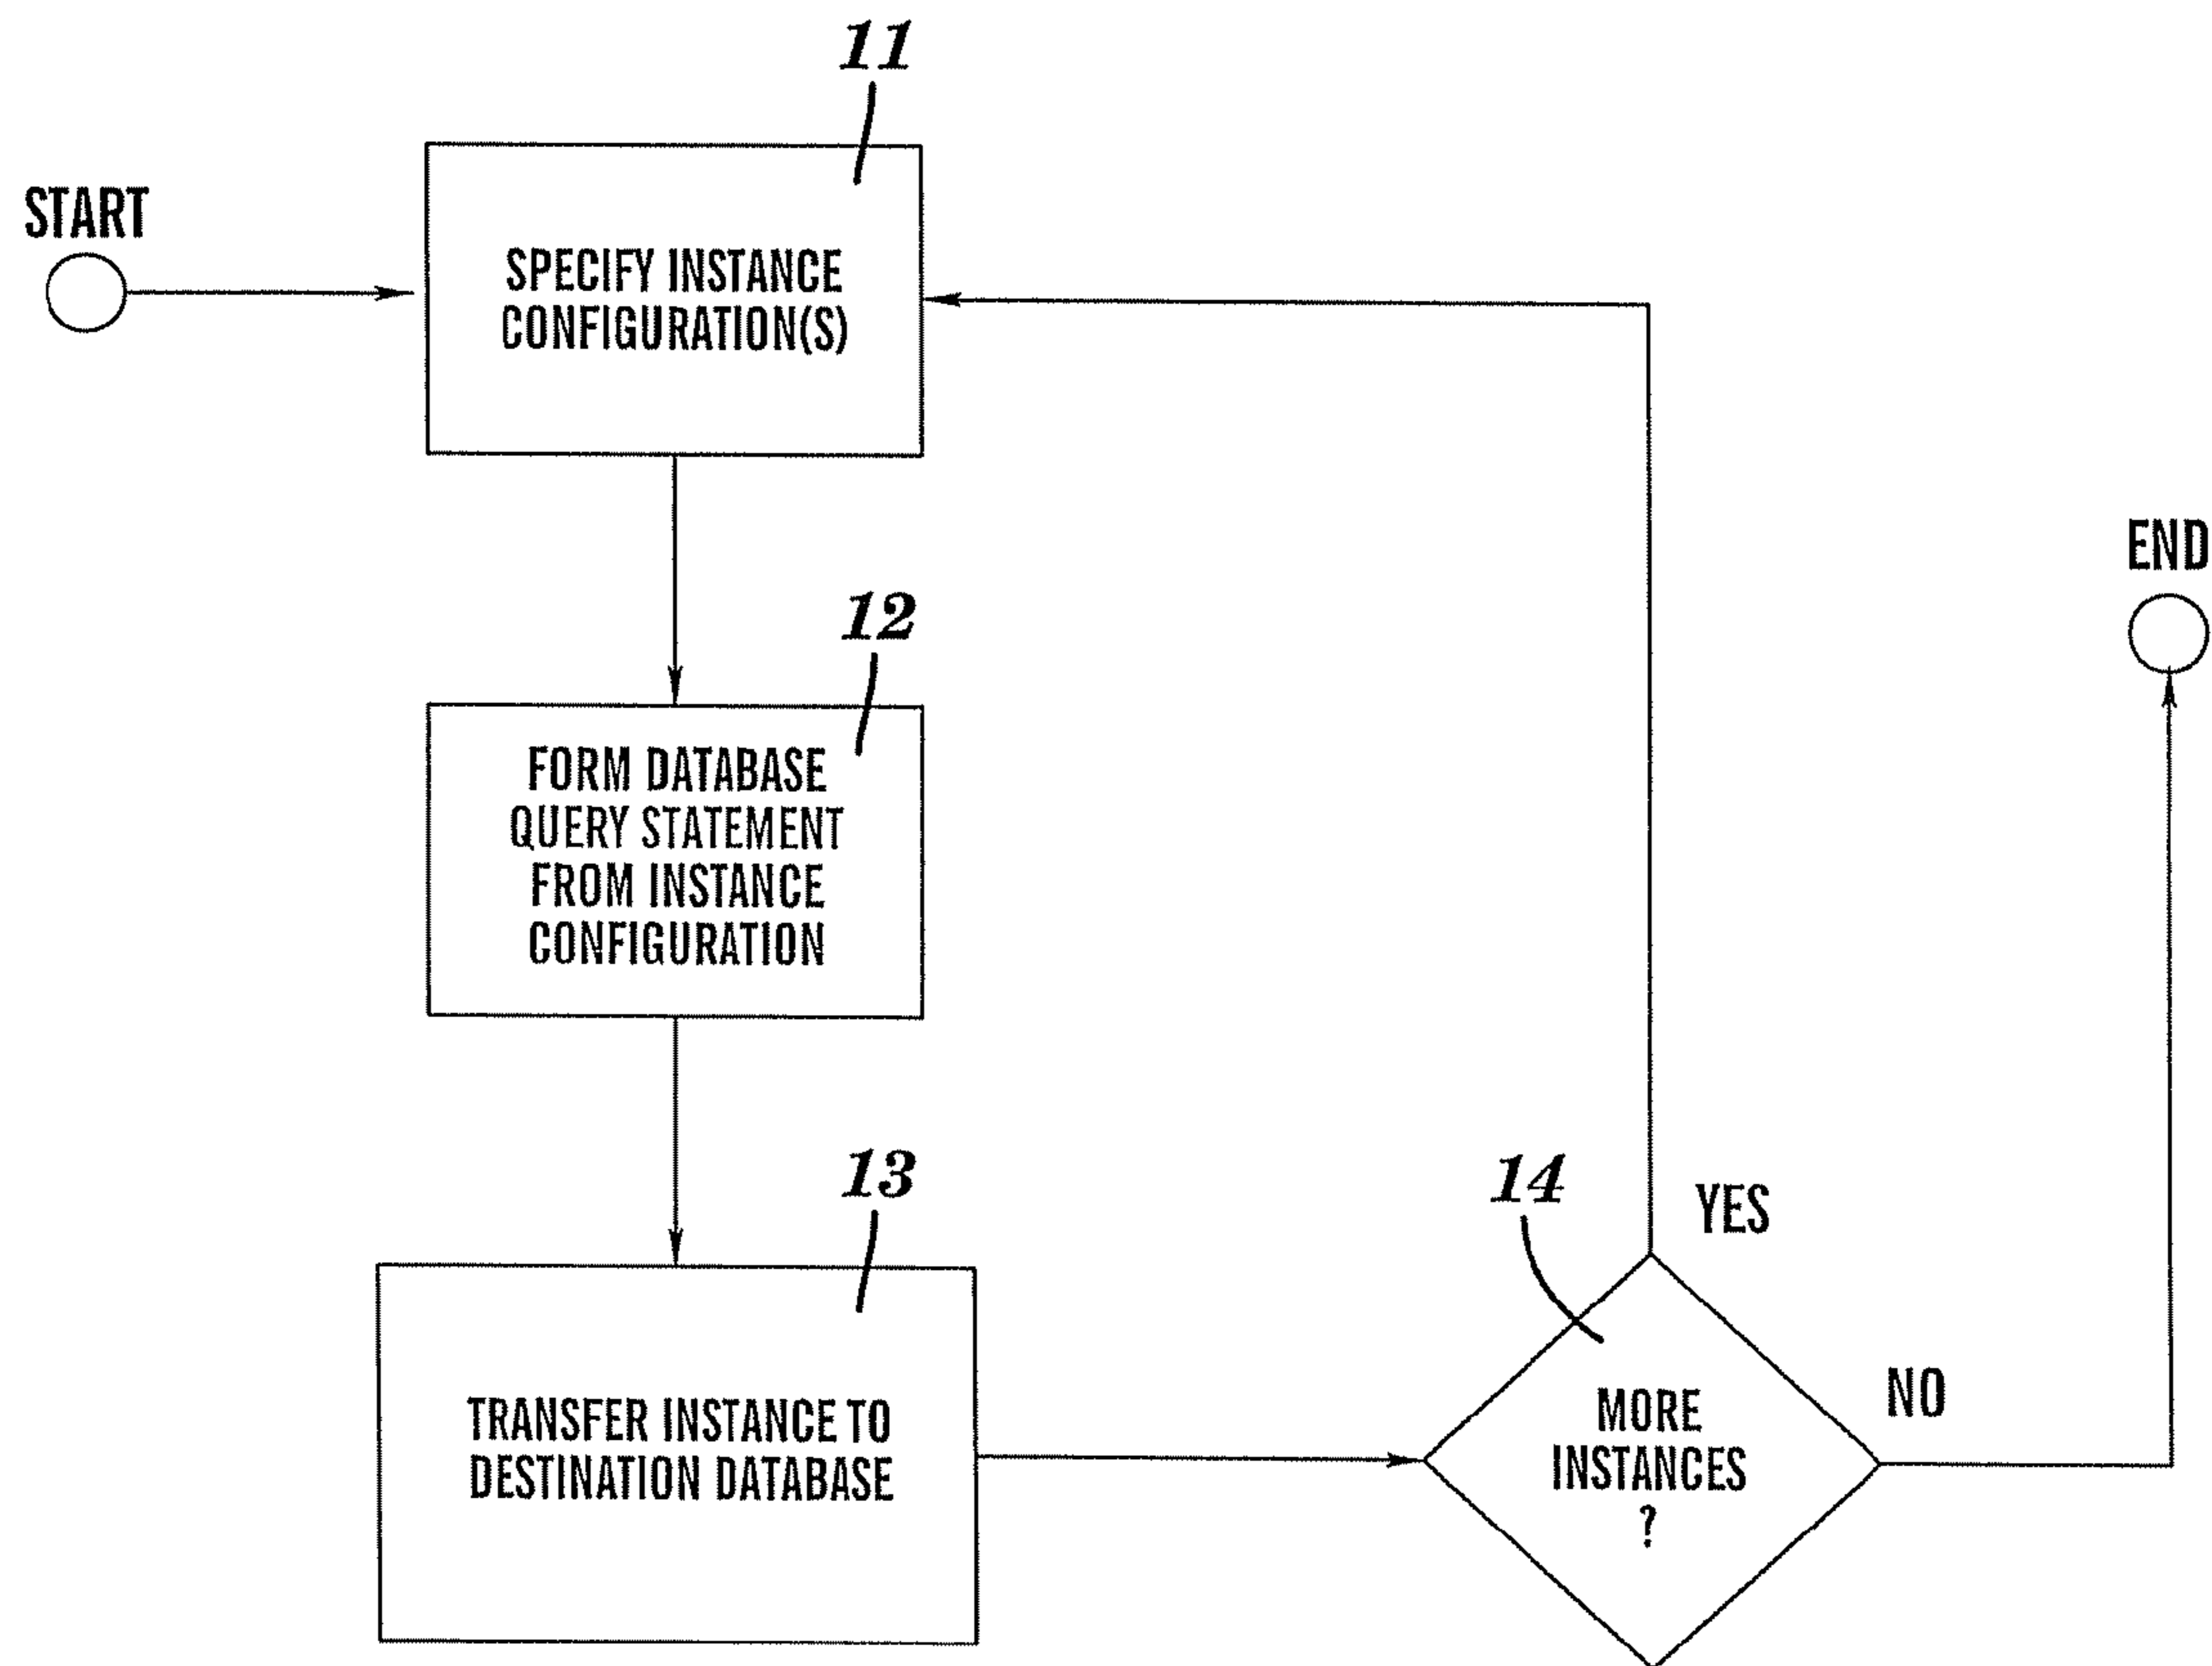 11
START
SPECIFY INSTANCE
CONFIGURATION(S)
END
12
FORM DATABASE
QUERY STATEMENT
FROM INSTANCE
CONFIGURATION
13
14
YES
NO
TRANSFER INSTANCE TO
DESTINATION DATABASE
MORE
INSTANCES
?